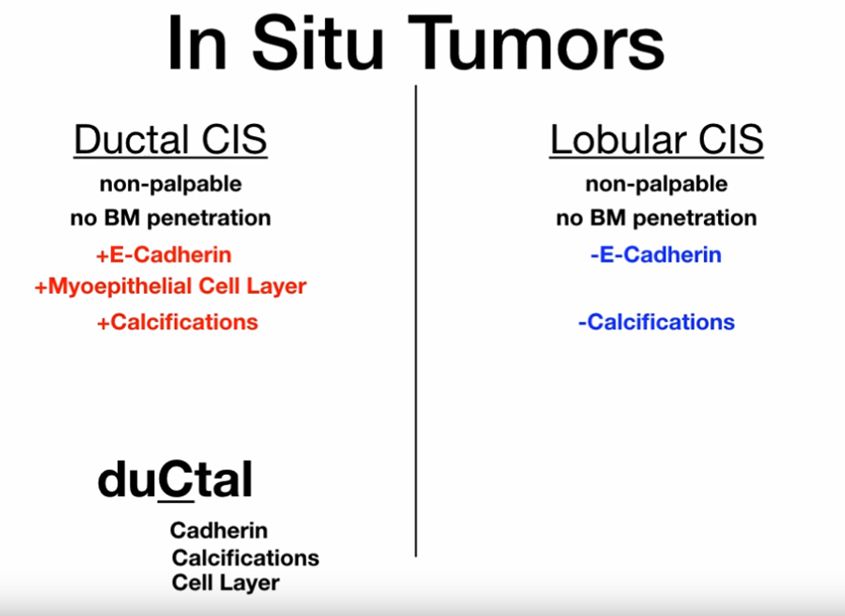 In Situ Tumors
Ductal CIS
non-palpable
no BM penetration
+E-Cadherin
+Myoepithelial Cell Layer
+Calcifications
duCtal
Cadherin
Calcifications
Cell Layer
Lobular CIS
non-palpable
no BM penetration
-E-Cadherin
-Calcifications